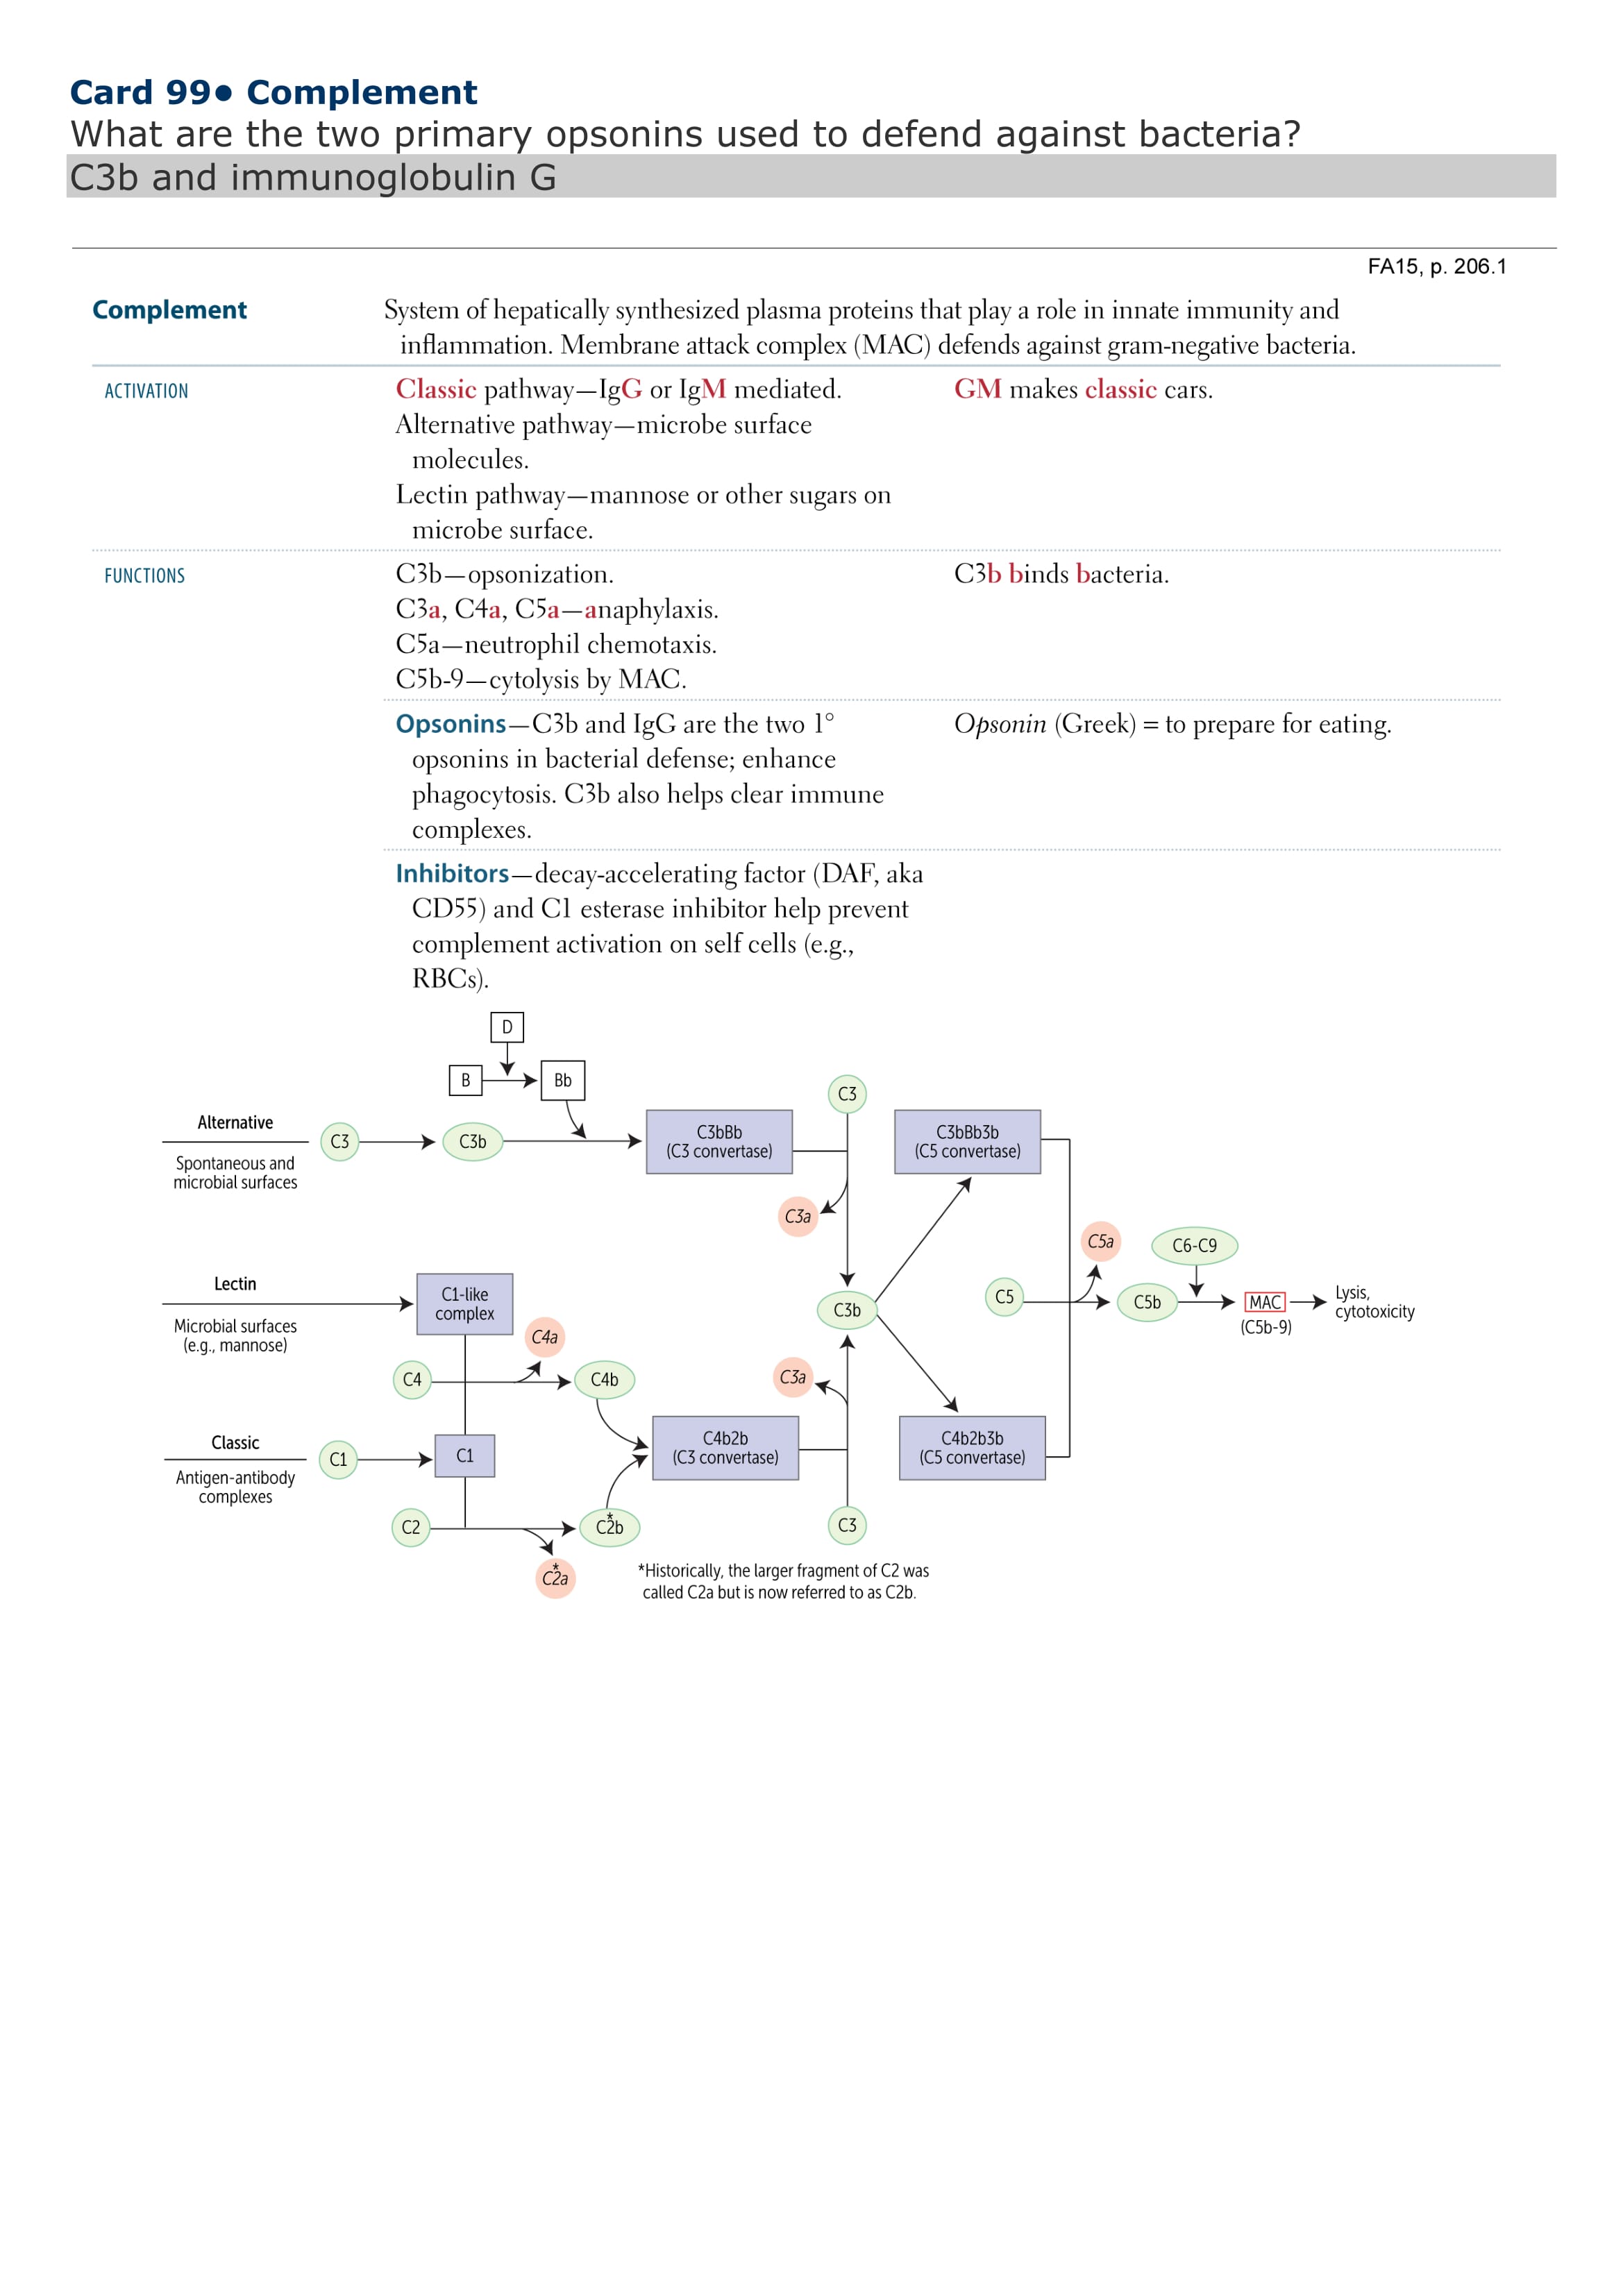 Card 99● Complement
What are the two primary opsonins used to defend against bacteria?
C3b and immunoglobulin G
FA15, p. 206.1
Complement
System of hepatically synthesized plasma proteins that play a role in innate immunity and
inflammation. Membrane attack complex (MAC) defends against gram-negative bacteria.
ACTIVATION
Classic pathway—IgG or IgM mediated.
Alternative pathway—microbe surface
molecules.
Lectin pathway—mannose or other sugars on
microbe surface.
GM makes classic cars.
FUNCTIONS
C3b—opsonization.
C3a, C4a, C5a—anaphylaxis.
C5a—neutrophil chemotaxis.
C5b-9—cytolysis by MAC.
C3b binds bacteria.
Opsonins—C3b and IgG are the two 1°
opsonins in bacterial defense; enhance
phagocytosis. C3b also helps clear immune
complexes.
Opsonin (Greek) = to prepare for eating.
Inhibitors—decay-accelerating factor (DAF, aka
CD55) and C1 esterase inhibitor help prevent
complement activation on self cells (e.g.,
RBCs).
D
B
Bb
Alternative
Spontaneous and
microbial surfaces
C3
C3b
C3bBb
(C3 convertase)
C3
C3a
C3bBb3b
(C5 convertase)
Lectin
Microbial surfaces
(e.g., mannose)
C1-like
complex
C4a
C4
C4b
C3b
C3a
C5
C5a
C5b
C6-C9
MAC
(C5b-9)
Lysis,
cytotoxicity
Classic
Antigen-antibody
complexes
C1
C1
C4b2b
(C3 convertase)
C4b2b3b
(C5 convertase)
C2
C2b
*
C2a
*
C3
*Historically, the larger fragment of C2 was
called C2a but is now referred to as C2b.